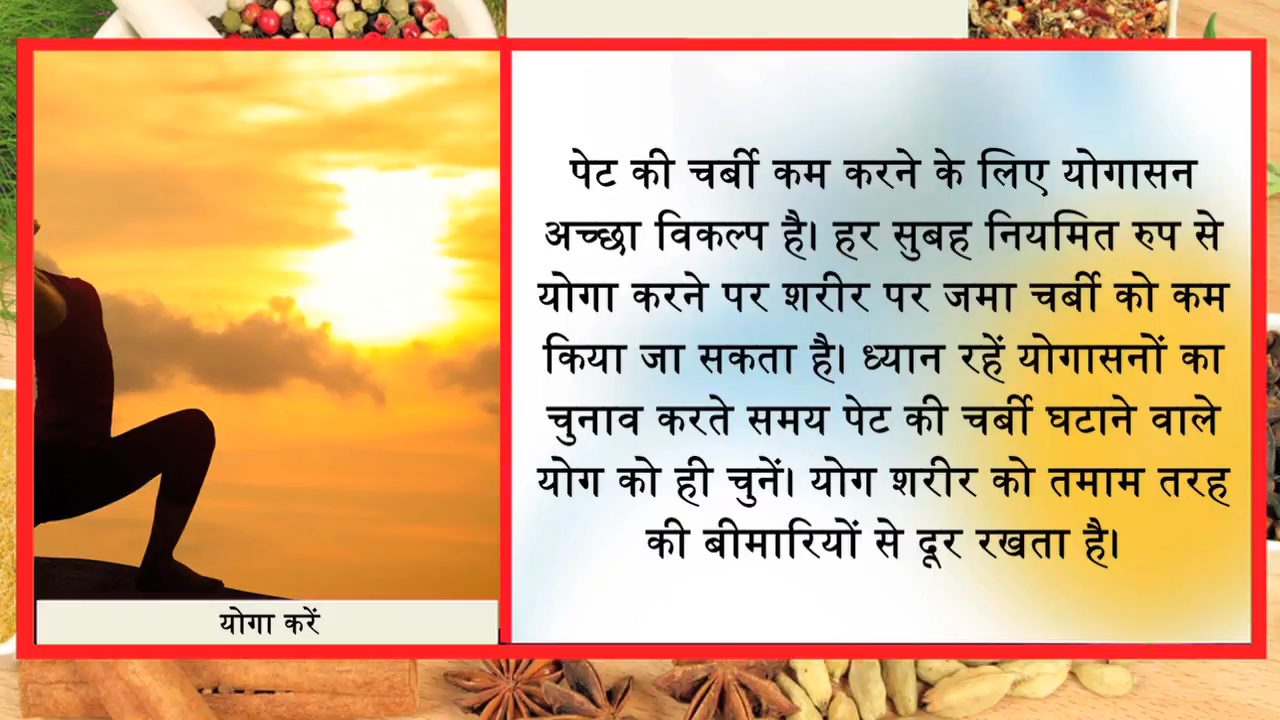 पेट की चर्बी कम करने के लिए योगासन
अच्छा विकल्प है। हर सुबह नियमित रुप से
योगा करने पर शरीर पर जमा चर्बी को कम
किया जा सकता है। ध्यान रहें योगासनों का
चुनाव करते समय पेट की चर्बी घटाने वाले
योग को ही चुनें। योग शरीर को तमाम तरह
की बीमारियों से दूर रखता है।
योगा करें